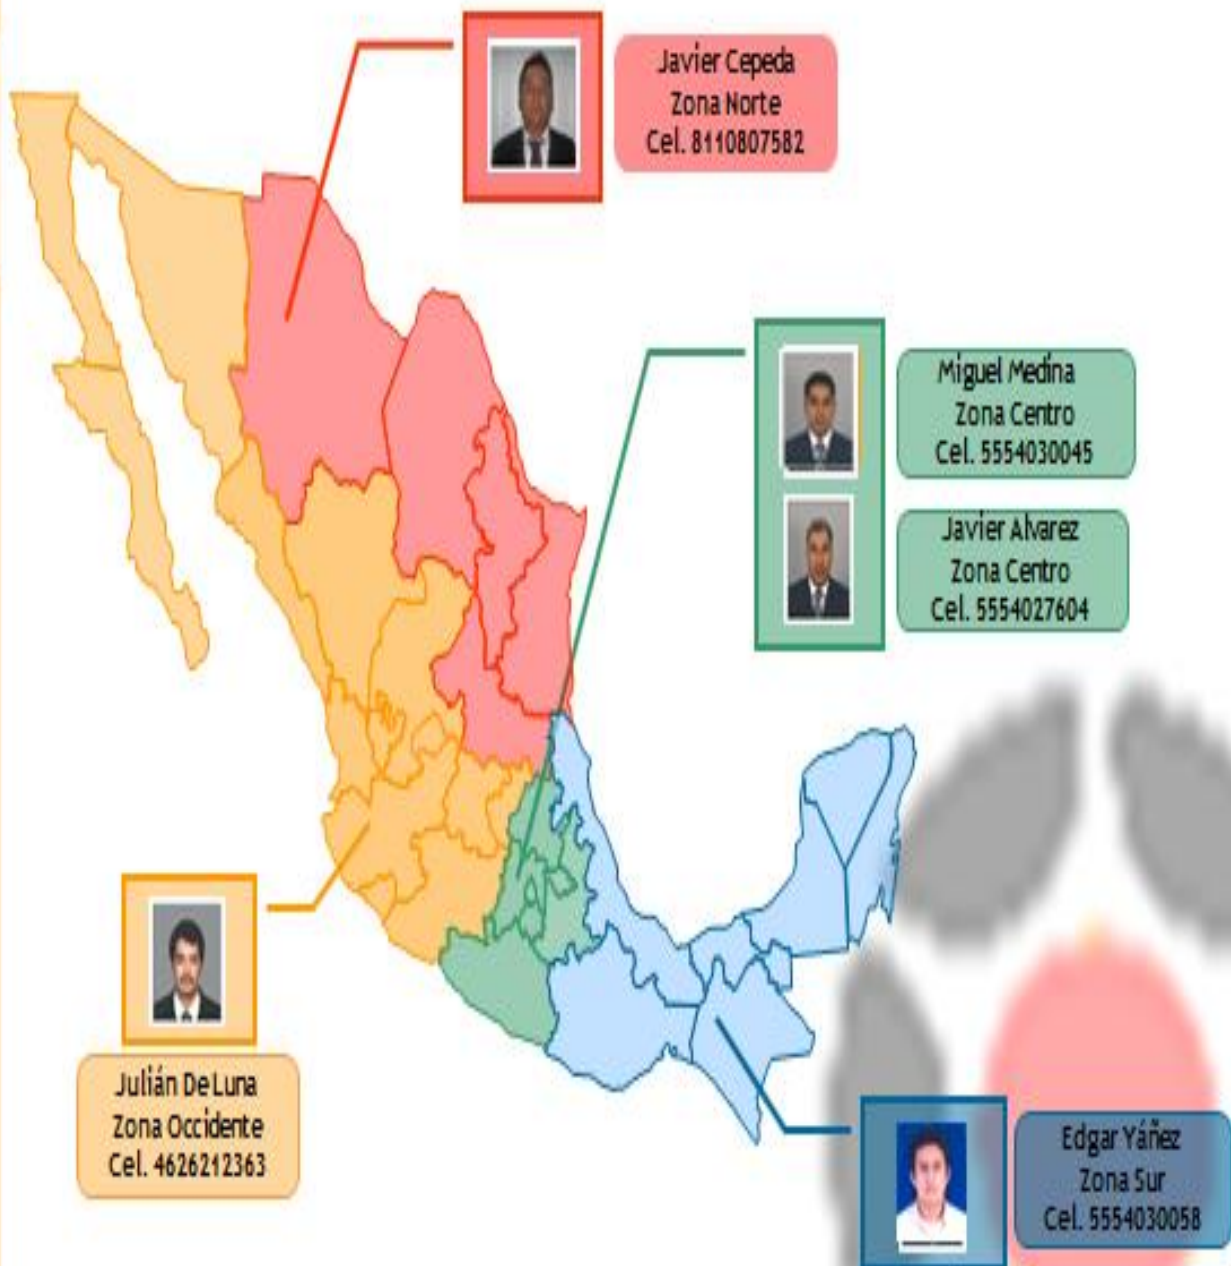 Javier Cepeda
Zona Norte
Cel. 8110807582
Miguel Medina
Zona Centro
Cel. 5554030045
Javier Alvarez
Zona Centro
Cel. 5554027604
Julián De Luna
Zona Occidente
Cel. 4626212363
Edgar Yáñez
Zona Sur
Cel. 5554030058